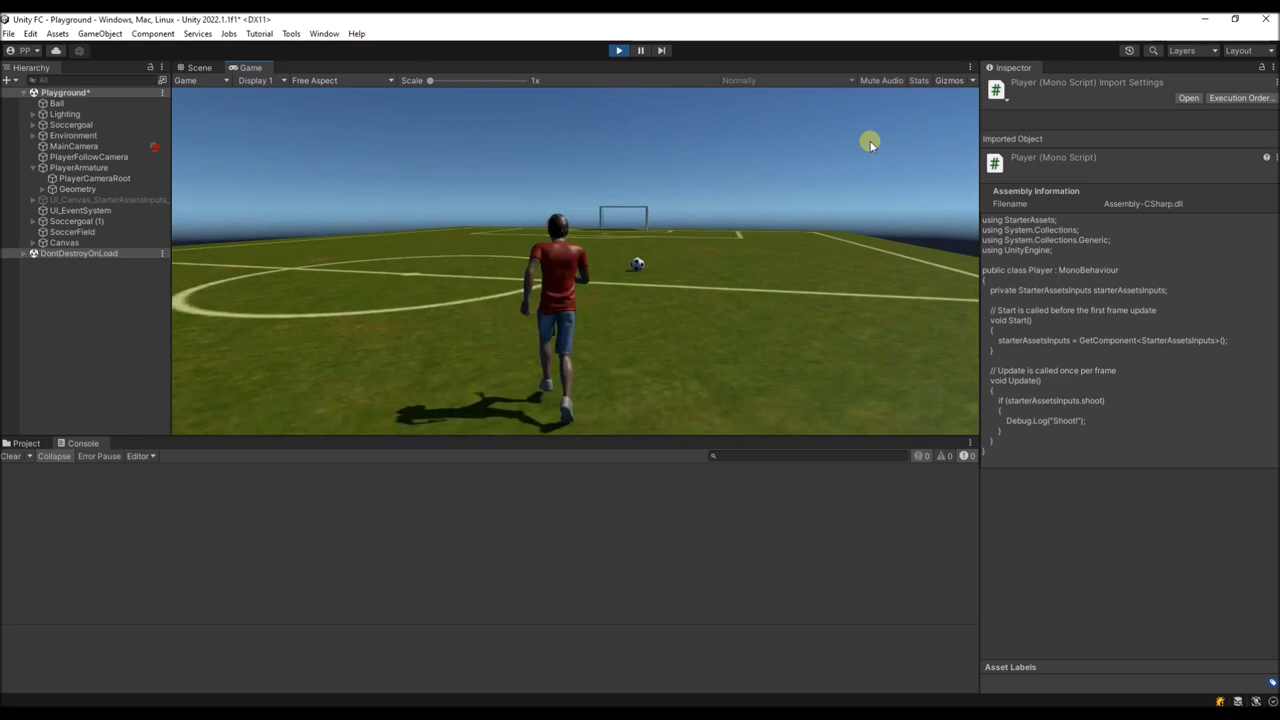 Unity FC - Playground - Windows, Mac, Linux - Unity 2022.1.1f1* <DX11>
File Edit Assets GameObject Component Services Jobs Tutorial Tools Window Help
PP Layers Layout
Hierarchy
All
Playground*
Ball
Lighting
Soccergoal
Environment
MainCamera
PlayerFollowCamera
PlayerArmature
PlayerCameraRoot
Geometry
UI_Canvas_StarterAssetsInputs_
UI_EventSystem
Soccergoal (1)
SoccerField
Canvas
DontDestroyOnLoad
Scene Game
Game Display 1 Free Aspect Scale 1x Normally Mute Audio Stats Gizmos
Project Console
Clear Collapse Error Pause Editor
0 0 0
Inspector
Player (Mono Script) Import Settings
Open Execution Order...
Imported Object
Player (Mono Script)
Assembly Information
Filename Assembly-CSharp.dll
using StarterAssets;
using System.Collections;
using System.Collections.Generic;
using UnityEngine;
public class Player : MonoBehaviour
{
private StarterAssetsInputs starterAssetsInputs;
// Start is called before the first frame update
void Start()
{
starterAssetsInputs = GetComponent<StarterAssetsInputs>();
}
// Update is called once per frame
void Update()
{
if (starterAssetsInputs.shoot)
{
Debug.Log("Shoot!");
}
}
}
Asset Labels